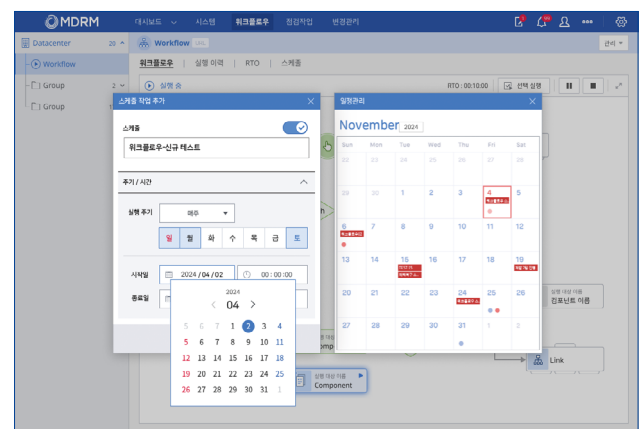 MDRM
대시보드
시스템
워크플로우
점검작업
변경관리
Datacenter
20
Workflow
관리
Workflow
워크플로우 | 실행 이력 | RTO | 스케줄
Group
2
실행 중
RTO : 00:10:00
선택 실행
Group
스케줄 작업 추가
스케줄
워크플로우-신규 테스트
주기 / 시간
실행 주기
매주
일 월 화 수 목 금 토
시작일
2024 / 04 / 02
00 : 00 : 00
종료일
2024
04
5 6 7 1 2 3 4
5 6 7 8 9 10 11
12 13 14 15 16 17 18
19 20 21 22 23 24 25
26 27 28 29 30 31 1
일정관리
November 2024
Sun Mon Tue Wed Thu Fri Sat
22 23 24 25 26 27 28
29 30 1 2 3 4 5
6 7 8 9 10 11 12
13 14 15 16 17 18 19
20 21 22 23 24 25 26
27 28 29 30 31 1 2
실행 대상 이름
컴포넌트 이름
Link
실행 대상 이름
Component